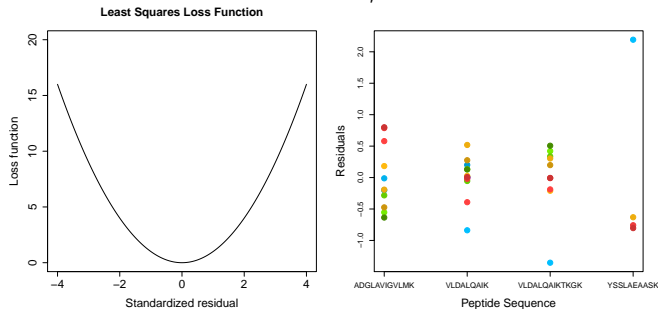 Least Squares Loss Function
20
15
10
5
0
Loss function
−4 −2 0 2 4
Standardized residual
2.0
1.5
1.0
0.5
0.0
−0.5
−1.0
Residuals
ADGLAVIGVLMK VLDALQAIK VLDALQAIKTKGK YSSLAEAASK
Peptide Sequence